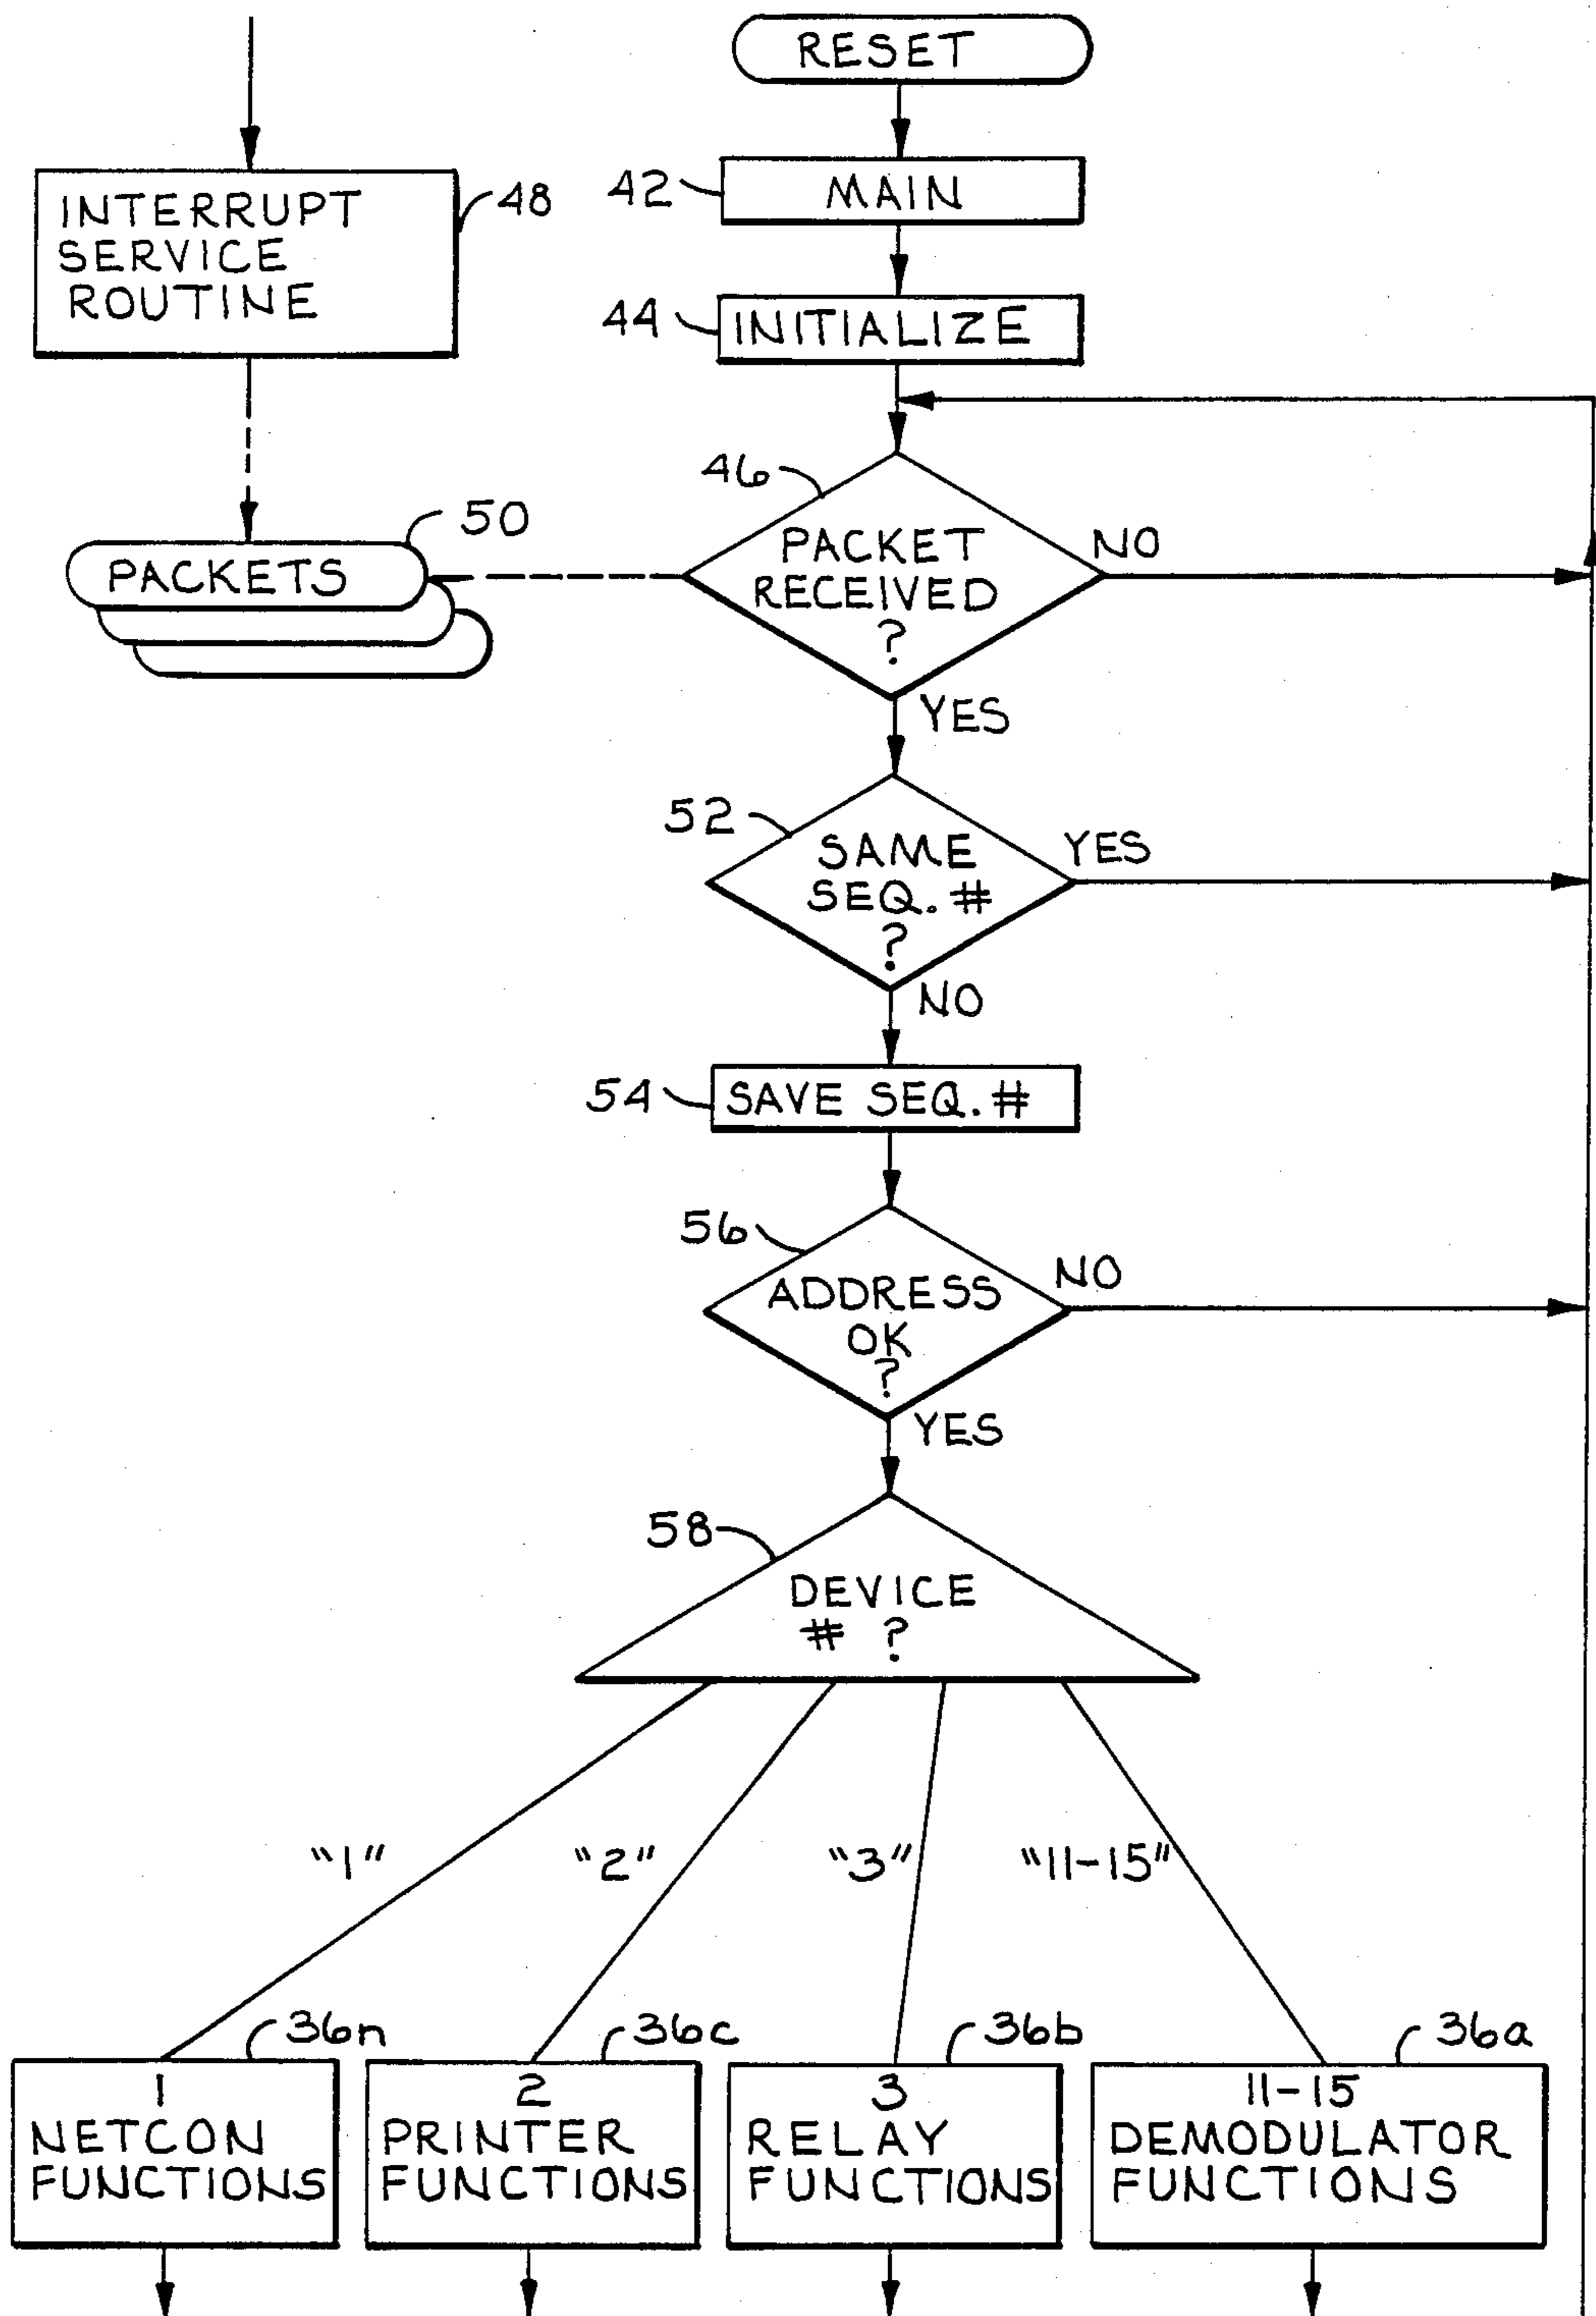 RESET
42
MAIN
INTERRUPT
SERVICE
ROUTINE
48
44
INITIALIZE
46
PACKET
RECEIVED
?
NO
50
PACKETS
YES
52
SAME
SEQ. #
?
YES
NO
54
SAVE SEQ. #
56
ADDRESS
OK
?
NO
YES
58
DEVICE
# ?
"1"
"2"
"3"
"11-15"
36n
36c
36b
36a
1
NETCON
FUNCTIONS
2
PRINTER
FUNCTIONS
3
RELAY
FUNCTIONS
11-15
DEMODULATOR
FUNCTIONS